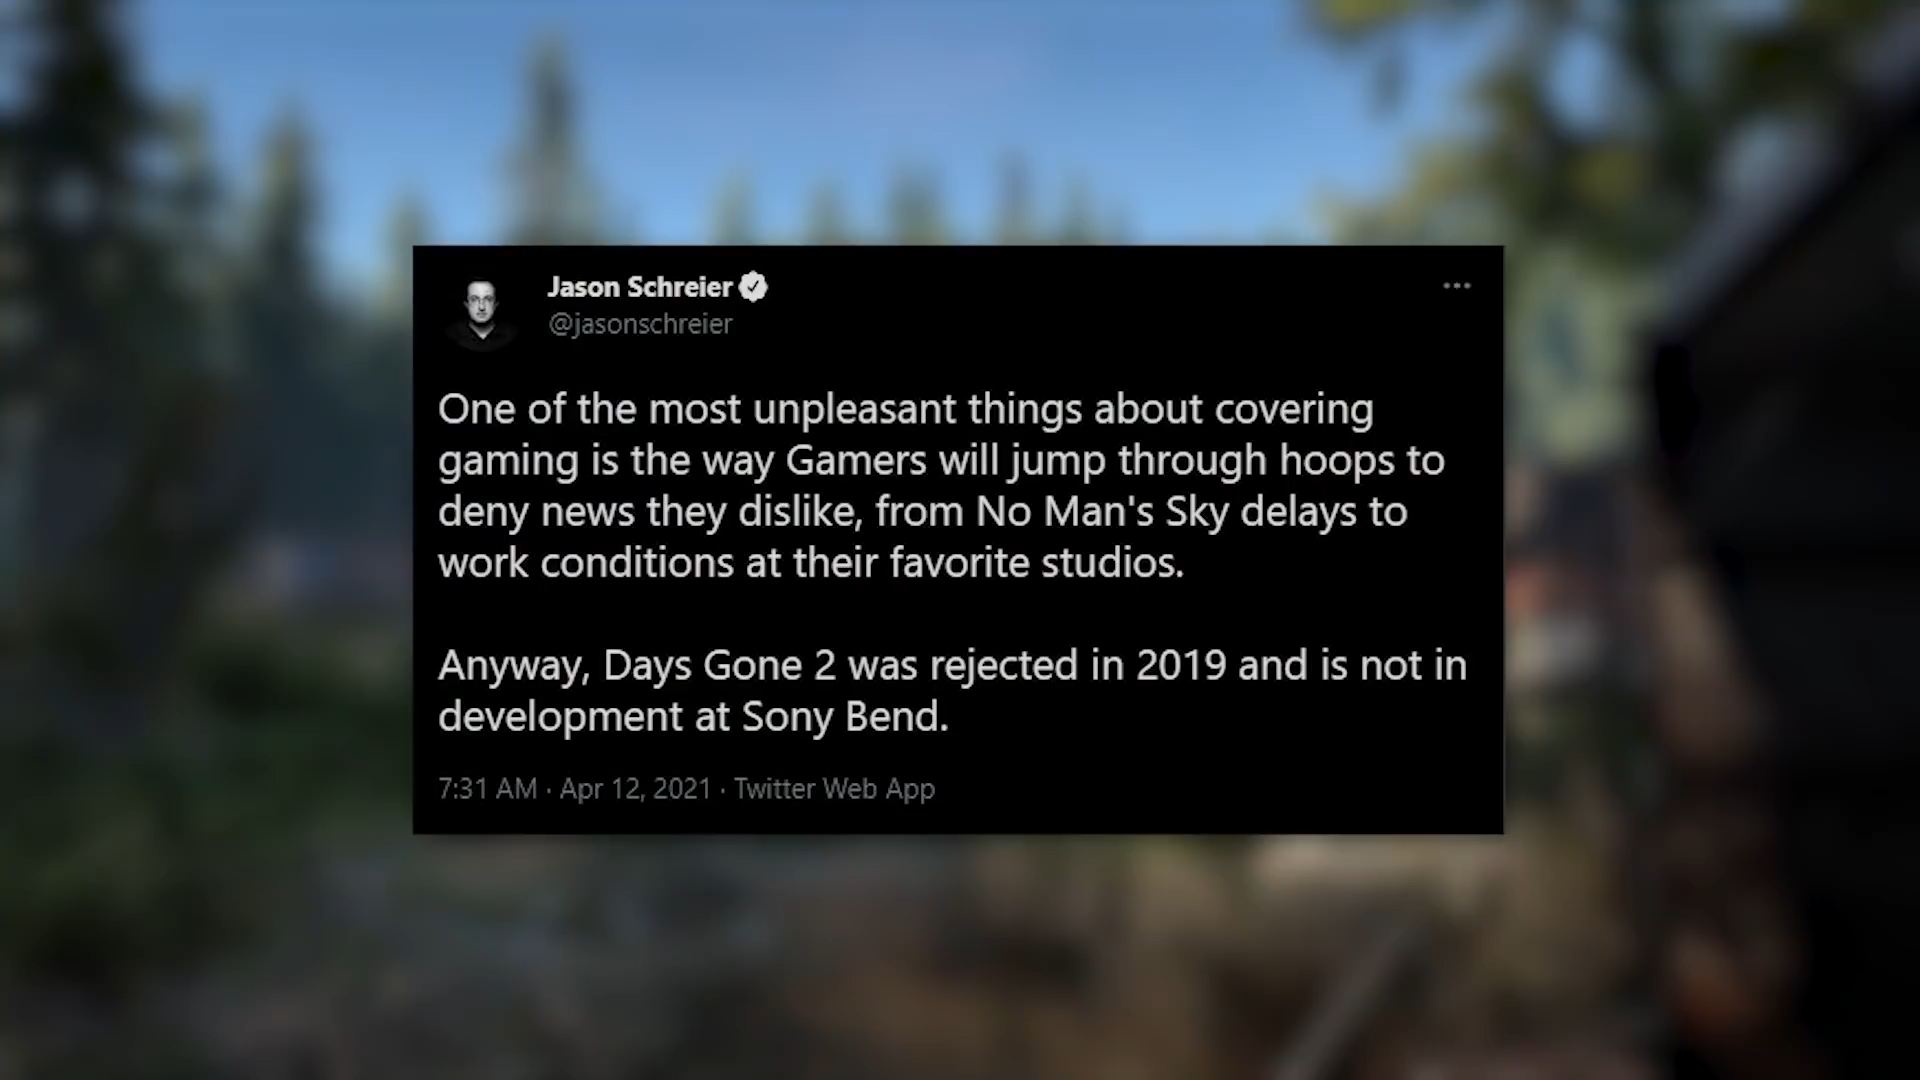 Jason Schreier
@jasonschreier
One of the most unpleasant things about covering
gaming is the way Gamers will jump through hoops to
deny news they dislike, from No Man's Sky delays to
work conditions at their favorite studios.
Anyway, Days Gone 2 was rejected in 2019 and is not in
development at Sony Bend.
7:31 AM · Apr 12, 2021 · Twitter Web App